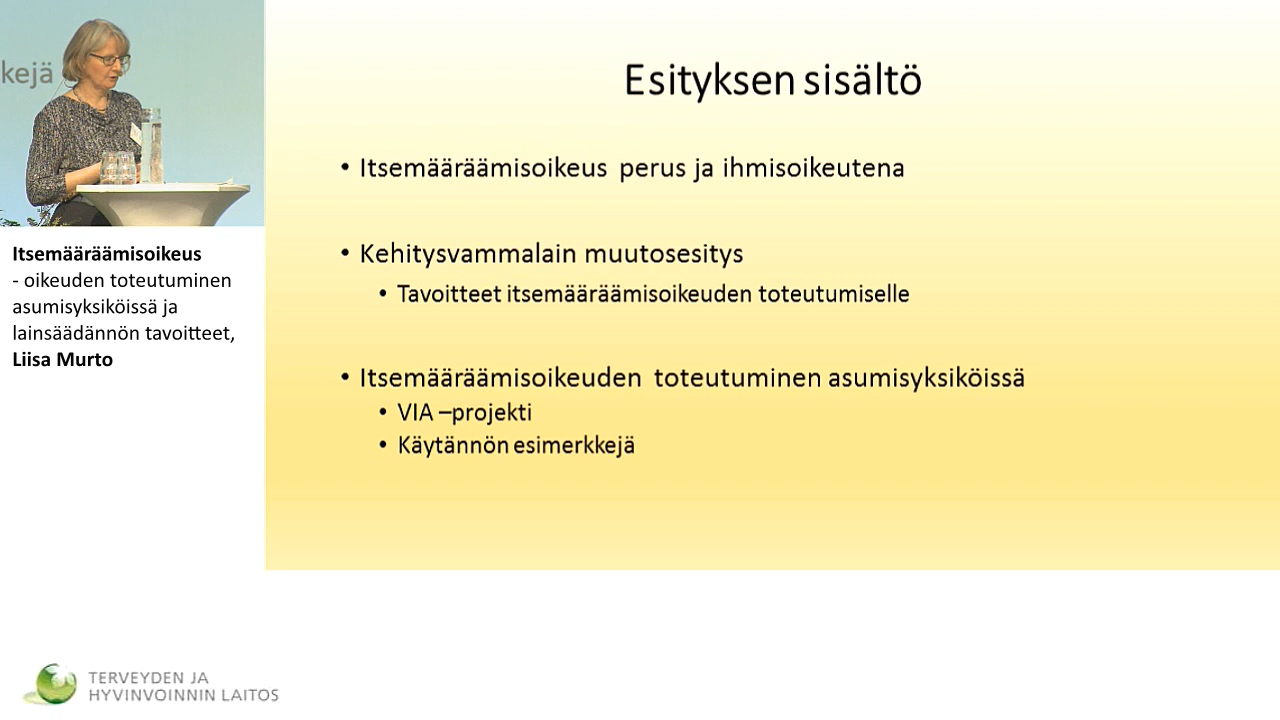 kejä
Itsemääräämisoikeus
- oikeuden toteutuminen
asumisyksiköissä ja
lainsäädännön tavoitteet,
Liisa Murto
Esityksen sisältö
• Itsemääräämisoikeus perus ja ihmisoikeutena
• Kehitysvammalain muutosesitys
• Tavoitteet itsemääräämisoikeuden toteutumiselle
• Itsemääräämisoikeuden toteutuminen asumisyksiköissä
• VIA –projekti
• Käytännön esimerkkejä
TERVEYDEN JA
HYVINVOINNIN LAITOS